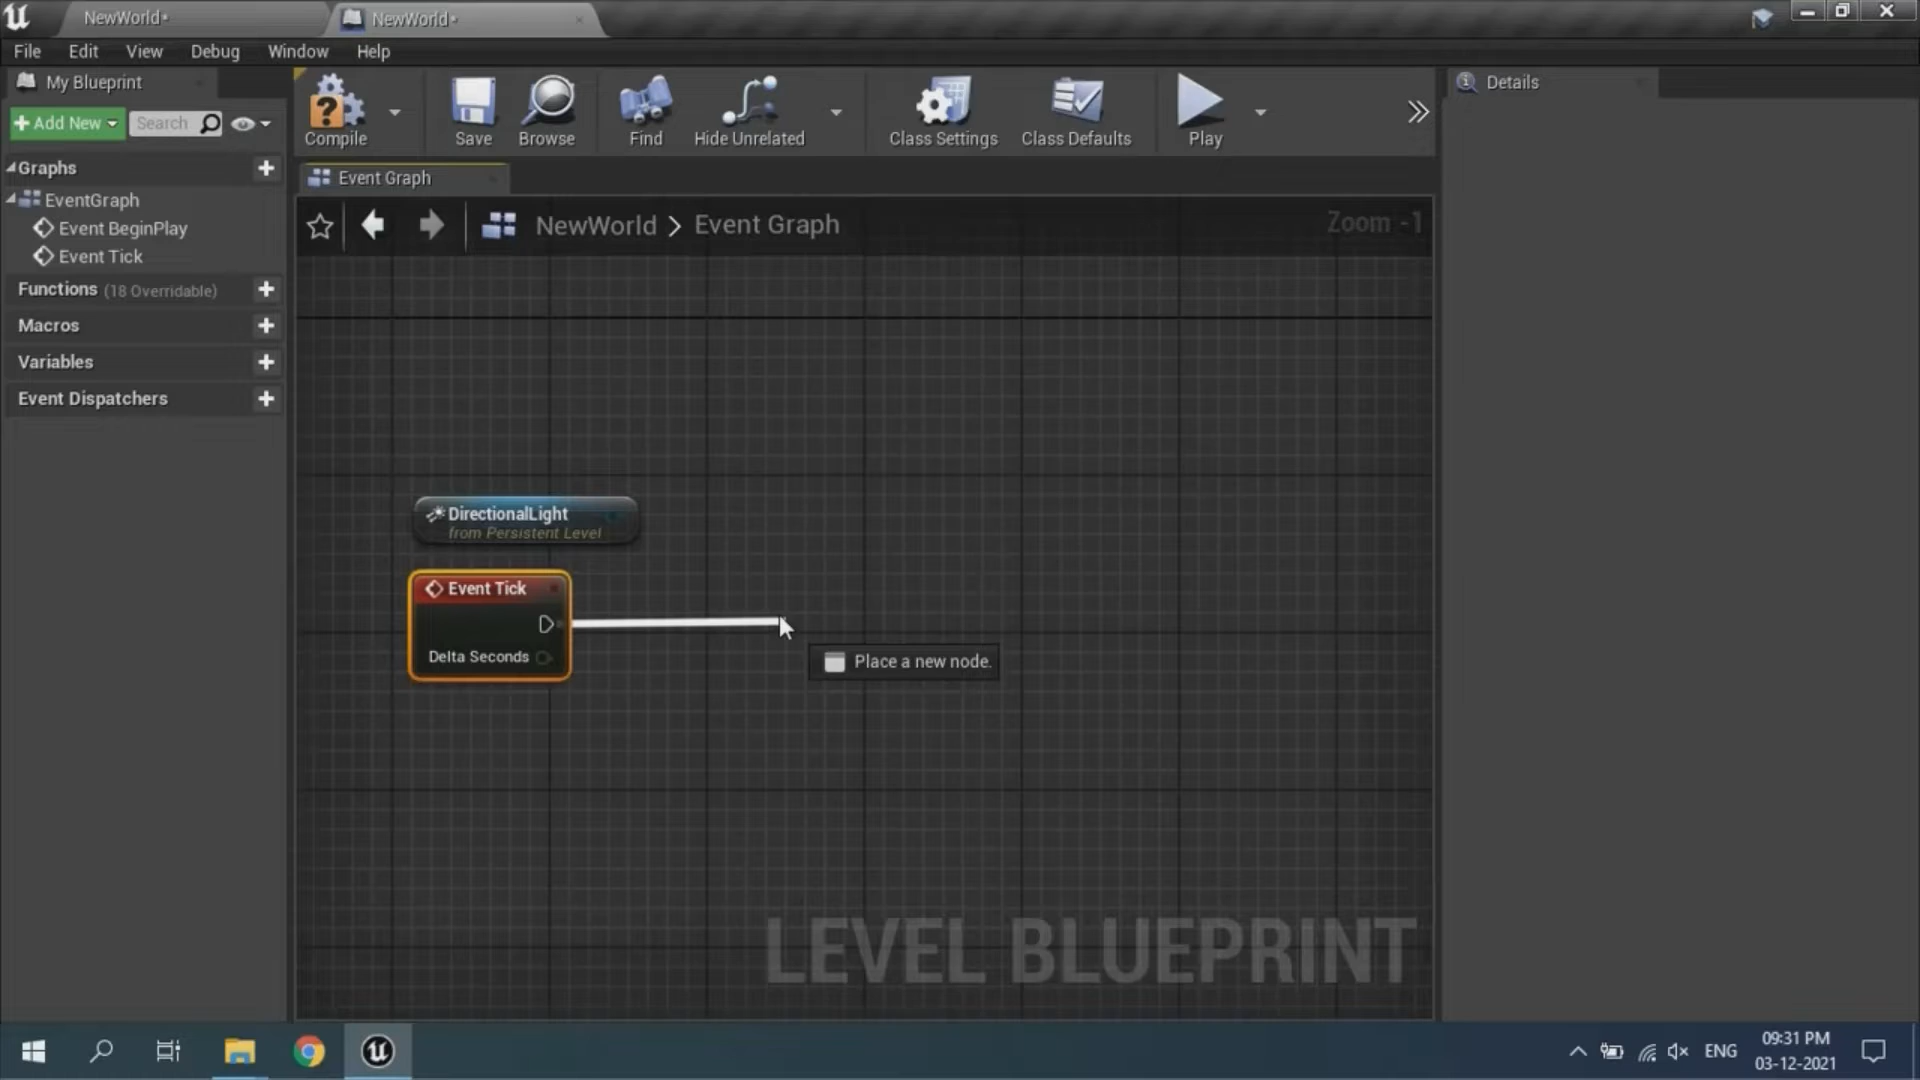 NewWorld•
NewWorld•
File Edit View Debug Window Help
My Blueprint
Details
+ Add New
Search
Compile
Save
Browse
Find
Hide Unrelated
Class Settings
Class Defaults
Play
Graphs
Event Graph
EventGraph
Event BeginPlay
Event Tick
NewWorld > Event Graph
Zoom -1
Functions (18 Overridable)
Macros
Variables
Event Dispatchers
DirectionalLight
from Persistent Level
Event Tick
Delta Seconds
Place a new node.
LEVEL BLUEPRINT
ENG
09:31 PM
03-12-2021